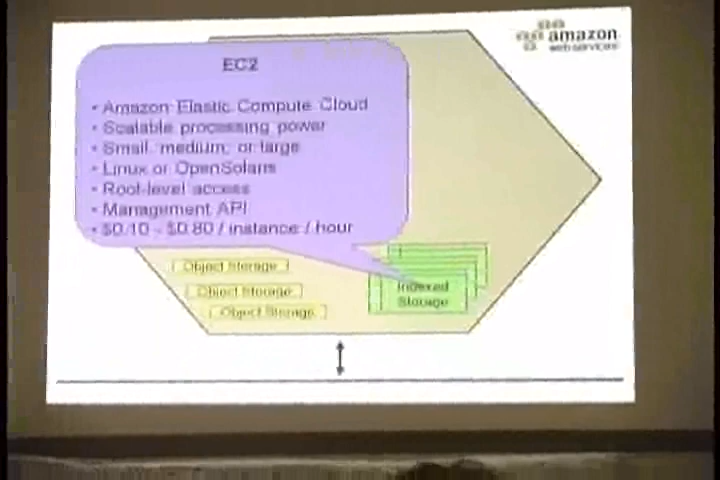 amazon
web services
EC2
• Amazon Elastic Compute Cloud
• Scalable processing power
• Small, medium, or large
• Linux or OpenSolaris
• Root-level access
• Management API
• $0.10 - $0.80 / instance / hour
Object Storage
Object Storage
Object Storage
Indexed
Storage